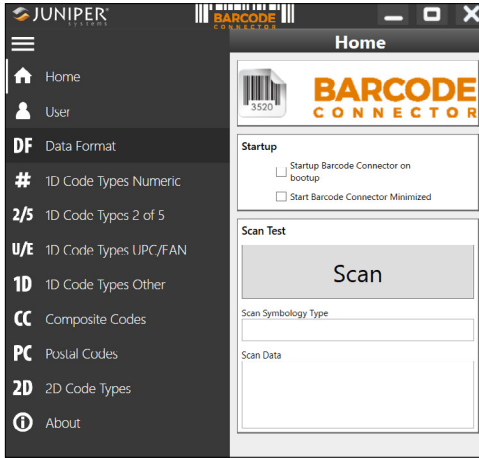 JUNIPER®
systems
BARCODE
CONNECTOR
Home
Home
User
DF Data Format
# 1D Code Types Numeric
2/5 1D Code Types 2 of 5
U/E 1D Code Types UPC/EAN
1D 1D Code Types Other
CC Composite Codes
PC Postal Codes
2D 2D Code Types
About
3520
BARCODE
CONNECTOR
Startup
Startup Barcode Connector on
bootup
Start Barcode Connector Minimized
Scan Test
Scan
Scan Symbology Type
Scan Data